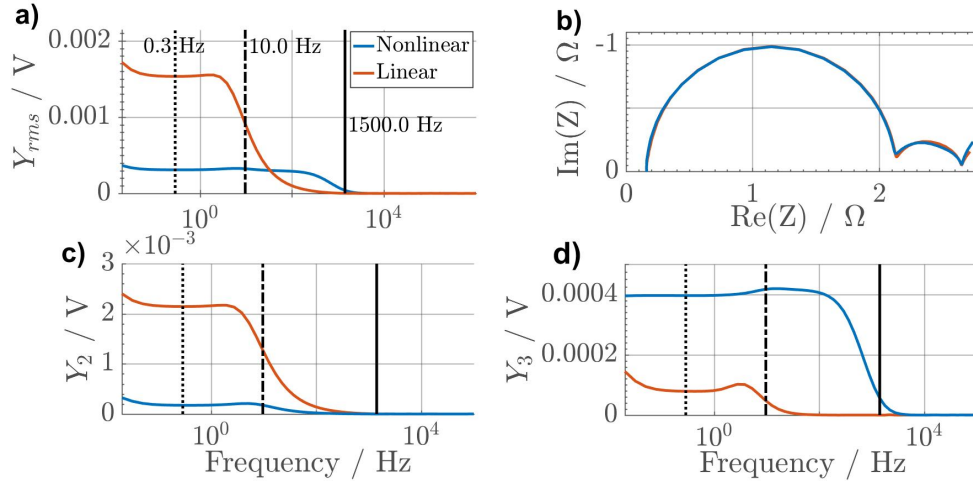 a)
0.002
0.001
0
Y_rms / V
0.3 Hz
10.0 Hz
1500.0 Hz
Nonlinear
Linear
10^0
10^4
b)
-1
0
Im(Z) / Ω
0
1
2
Re(Z) / Ω
c)
×10^-3
3
2
1
0
Y_2 / V
10^0
10^4
Frequency / Hz
d)
0.0004
0.0002
0
Y_3 / V
10^0
10^4
Frequency / Hz